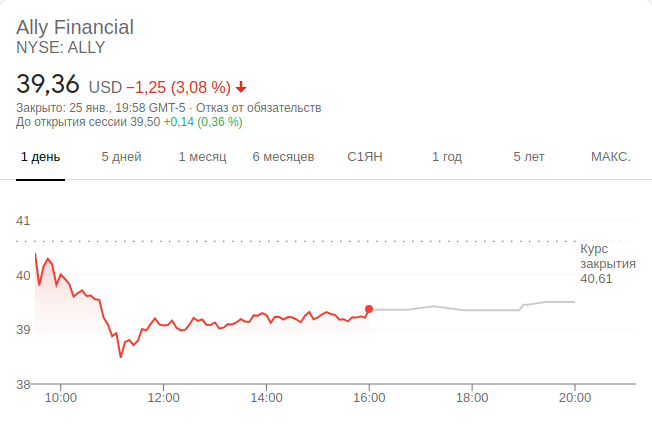 Ally Financial
NYSE: ALLY
39,36 USD −1,25 (3,08 %)
Закрыто: 25 янв., 19:58 GMT-5 · Отказ от обязательств
До открытия сессии 39,50 +0,14 (0,36 %)
1 день 5 дней 1 месяц 6 месяцев С1ЯН 1 год 5 лет МАКС.
41
Курс
закрытия
40,61
40
39
38
10:00 12:00 14:00 16:00 18:00 20:00